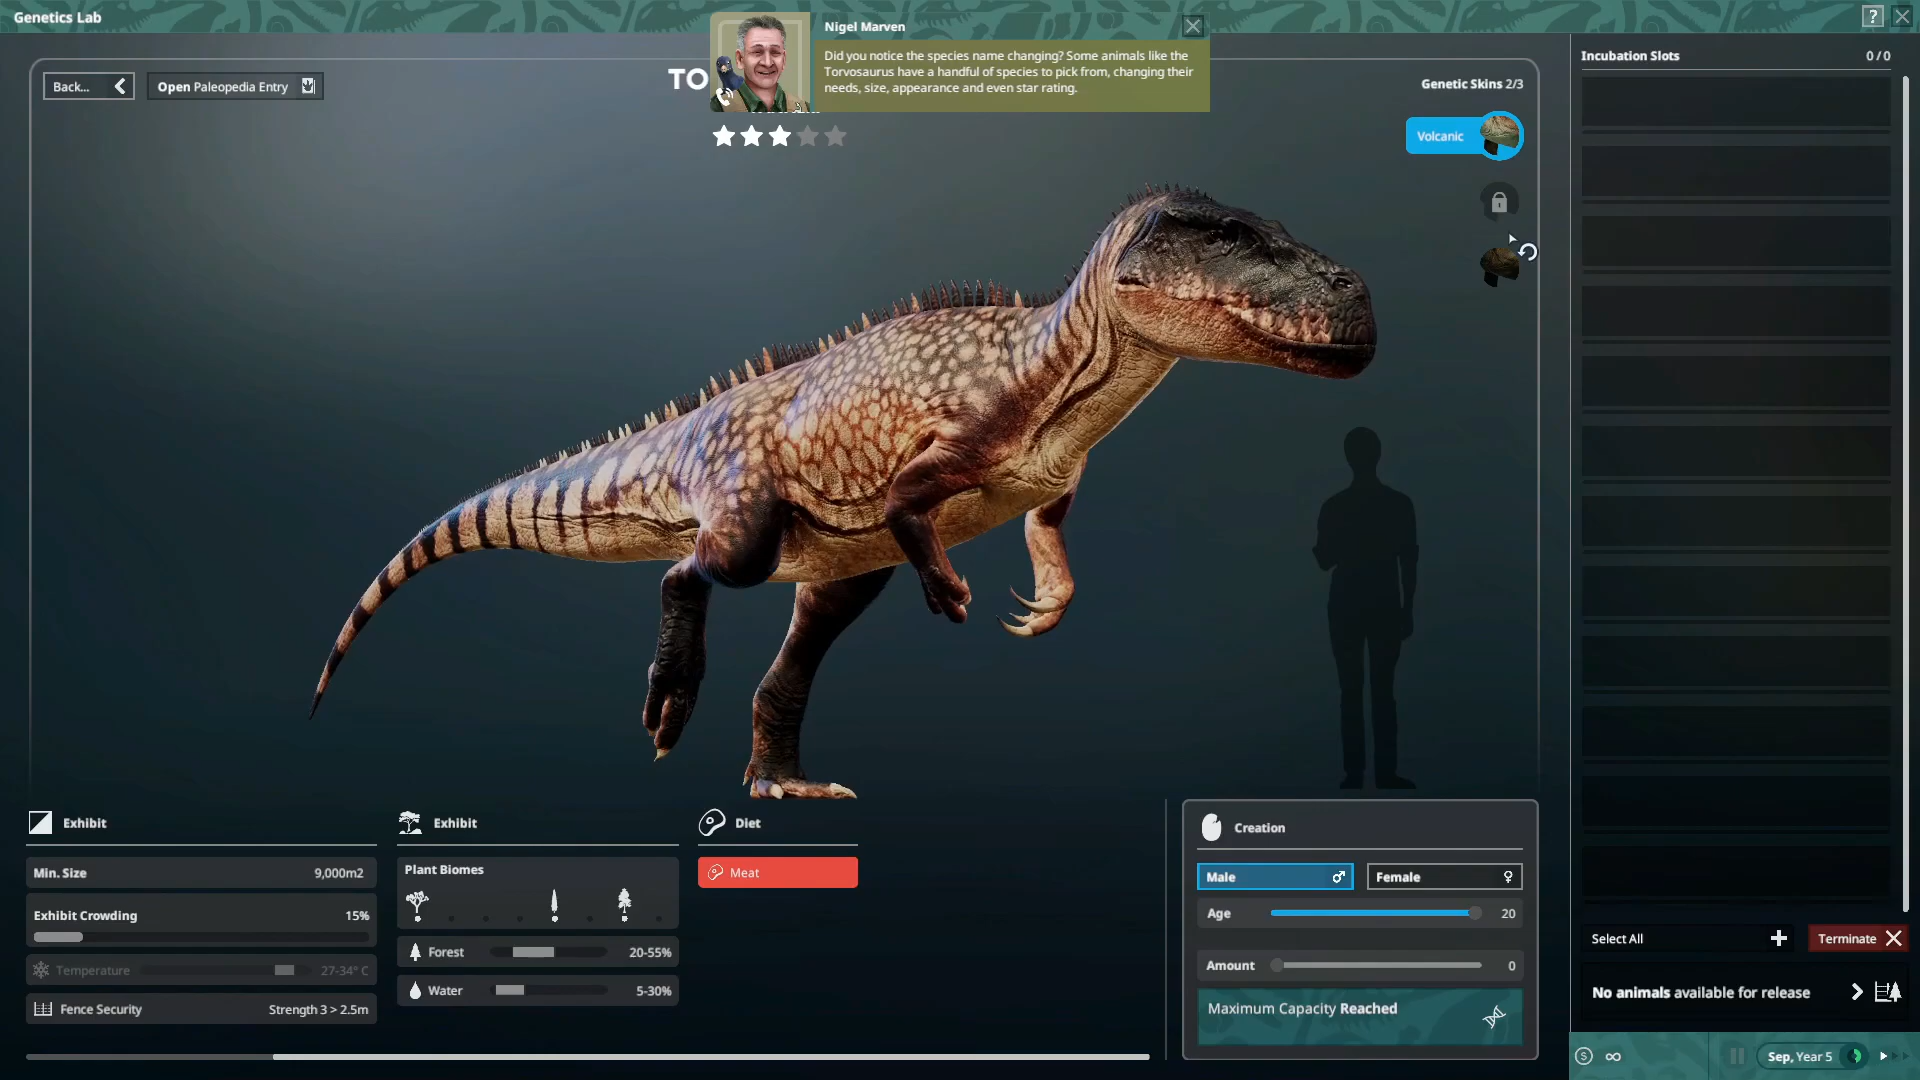 Genetics Lab
?
Nigel Marven
Did you notice the species name changing? Some animals like the
Torvosaurus have a handful of species to pick from, changing their
needs, size, appearance and even star rating.
Back...
Open Paleopedia Entry
TO
Genetic Skins 2/3
Volcanic
Incubation Slots 0/0
Exhibit
Min. Size 9,000m2
Exhibit Crowding 15%
Temperature 27-34° C
Fence Security Strength 3 > 2.5m
Exhibit
Plant Biomes
Forest 20-55%
Water 5-30%
Diet
Meat
Creation
Male ♂
Female ♀
Age 20
Amount 0
Maximum Capacity Reached
Select All
Terminate
No animals available for release
Sep, Year 5